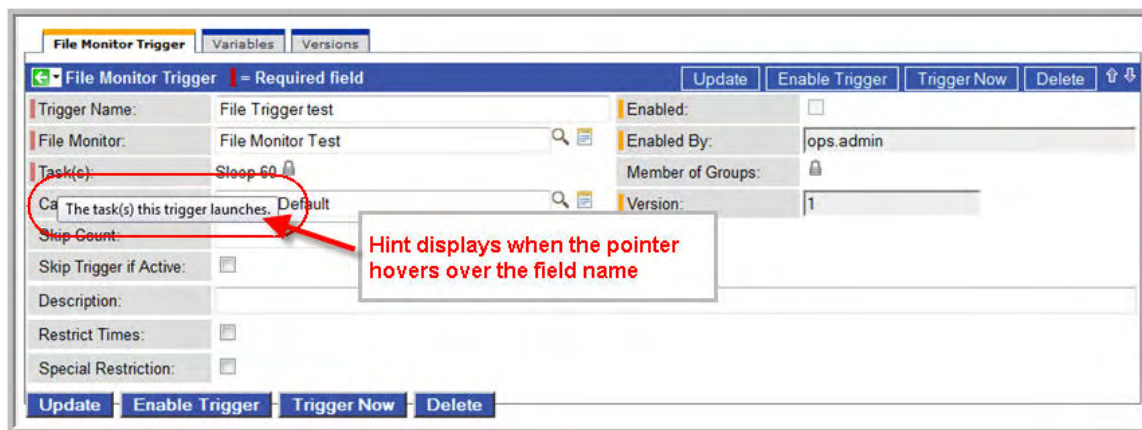 File Monitor Trigger Variables Versions
File Monitor Trigger = Required field Update Enable Trigger Trigger Now Delete
Trigger Name: File Trigger test Enabled:
File Monitor: File Monitor Test Enabled By: ops.admin
Task(s): Sleep 60 Member of Groups:
Ca Default Version: 1
The task(s) this trigger launches.
Skip Count:
Hint displays when the pointer
hovers over the field name
Skip Trigger if Active:
Description:
Restrict Times:
Special Restriction:
Update Enable Trigger Trigger Now Delete